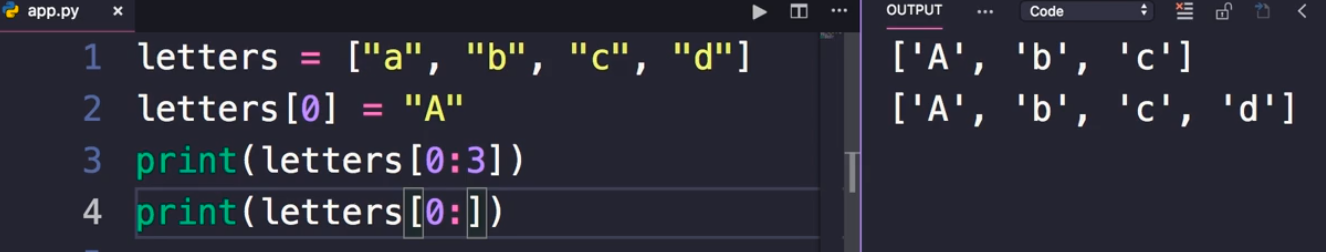 app.py × ...
OUTPUT ... Code
1 letters = ["a", "b", "c", "d"]
2 letters[0] = "A"
3 print(letters[0:3])
4 print(letters[0:])
['A', 'b', 'c']
['A', 'b', 'c', 'd']